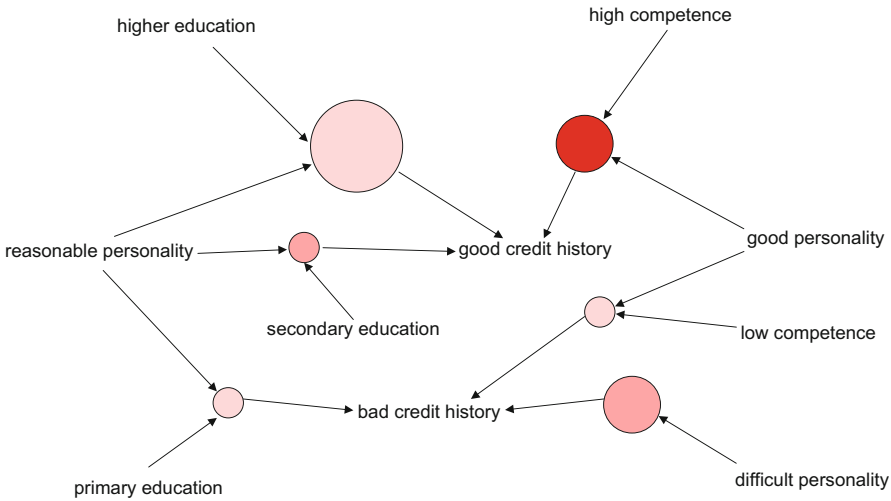 higher education
high competence
reasonable personality
good credit history
good personality
secondary education
low competence
bad credit history
primary education
difficult personality